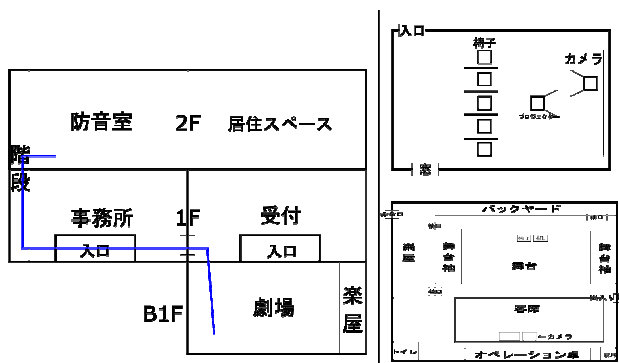 防音室 2F 居住スペース
階段
事務所 1F 受付
入口 入口
B1F 劇場 楽屋
入口
椅子
カメラ
プロジェクター
窓
バックヤード
楽屋
舞台袖
舞台
舞台袖
客席
←カメラ
トイレ
オペレーション卓